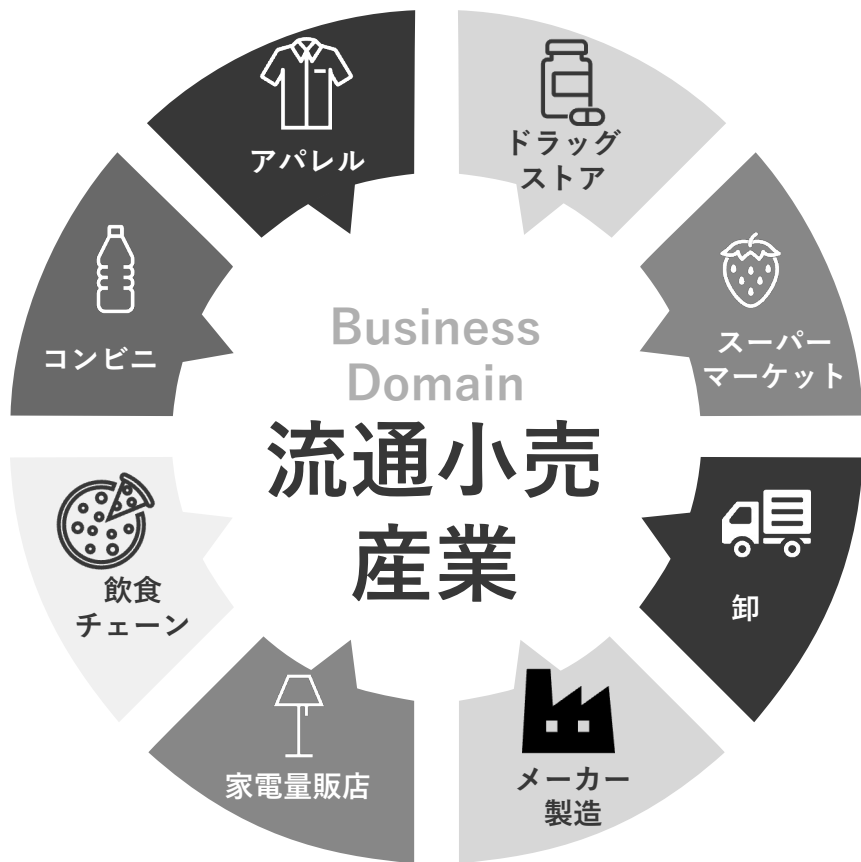 アパレル
ドラッグ
ストア
コンビニ
スーパー
マーケット
Business
Domain
流通小売
産業
飲食
チェーン
卸
家電量販店
メーカー
製造